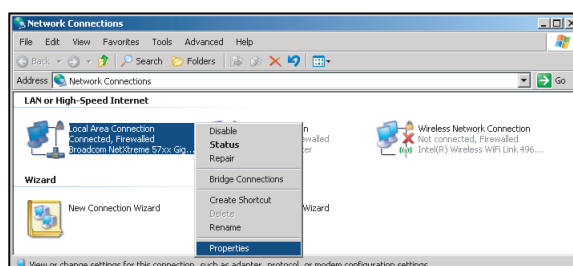 Network Connections
File Edit View Favorites Tools Advanced Help
Back Search Folders
Address Network Connections Go
LAN or High-Speed Internet
Local Area Connection
Connected, Firewalled
Broadcom NetXtreme 57xx Gig...
Wireless Network Connection
Not connected, Firewalled
Intel(R) Wireless WiFi Link 496...
Disable
Status
Repair
Bridge Connections
Create Shortcut
Delete
Rename
Properties
Wizard
New Connection Wizard
Wizard
View or change settings for this connection, such as adapter, protocol, or modem configuration settings.